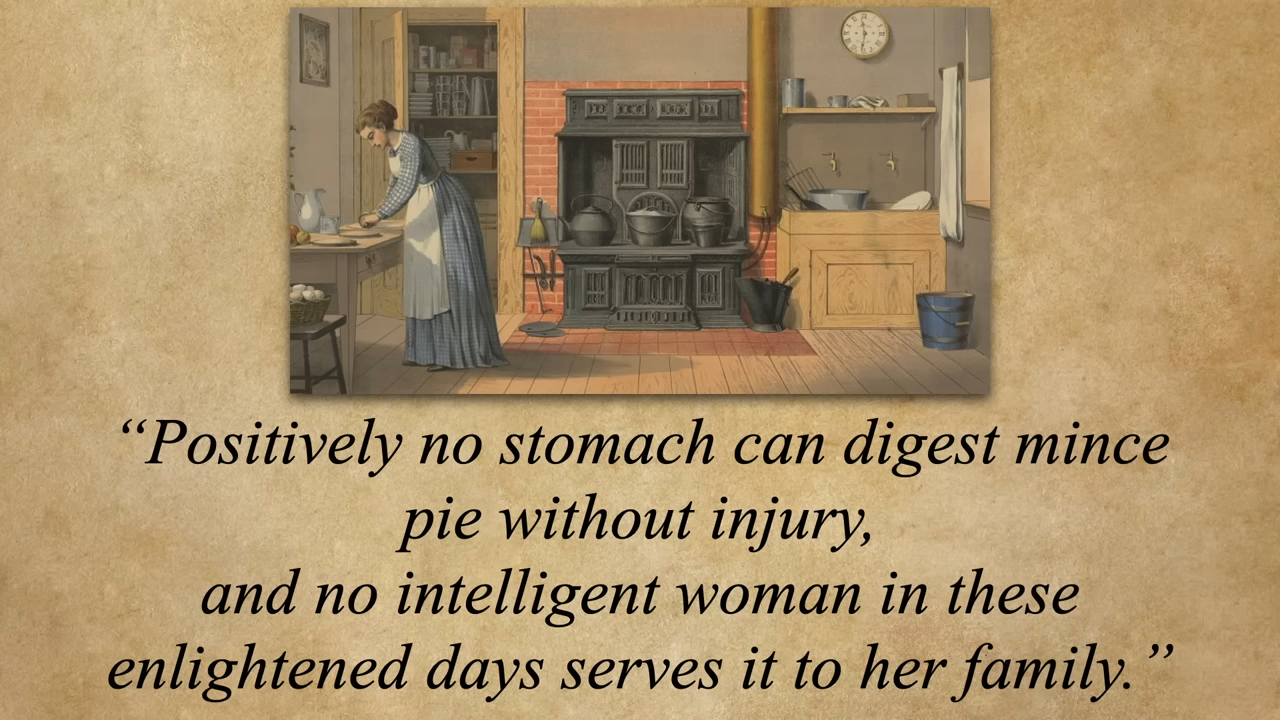 “Positively no stomach can digest mince
pie without injury,
and no intelligent woman in these
enlightened days serves it to her family.”